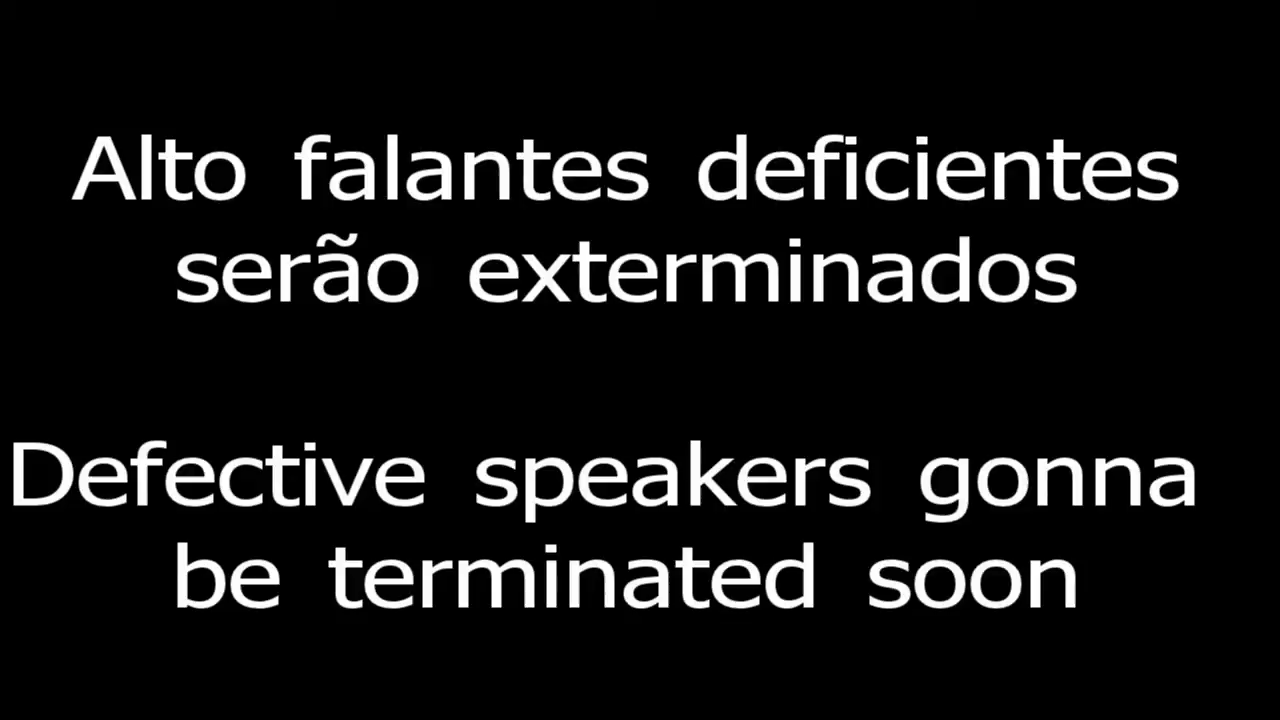 Alto falantes deficientes
serão exterminados
Defective speakers gonna
be terminated soon